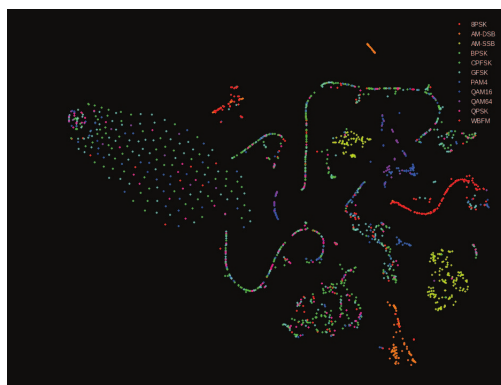 8PSK
AM-DSB
AM-SSB
BPSK
CPFSK
GFSK
PAM4
QAM16
QAM64
QPSK
WBFM